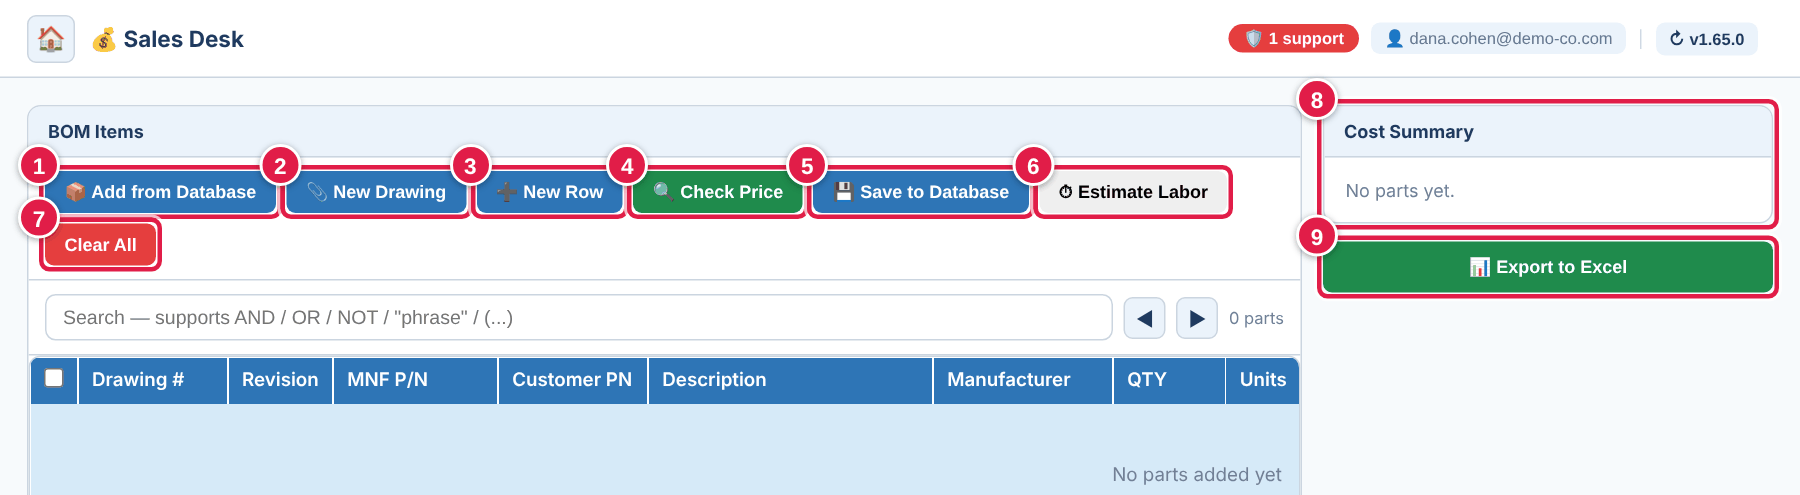 🏠 💰 Sales Desk
🛡️ 1 support 👤 dana.cohen@demo-co.com ↻ v1.65.0
BOM Items
1 📦 Add from Database
2 📎 New Drawing
3 ➕ New Row
4 🔍 Check Price
5 💾 Save to Database
6 ⏱ Estimate Labor
7 Clear All
Search — supports AND / OR / NOT / "phrase" / (...) ◀ ▶ 0 parts
Drawing # Revision MNF P/N Customer PN Description Manufacturer QTY Units
No parts added yet
8 Cost Summary
No parts yet.
9 📊 Export to Excel